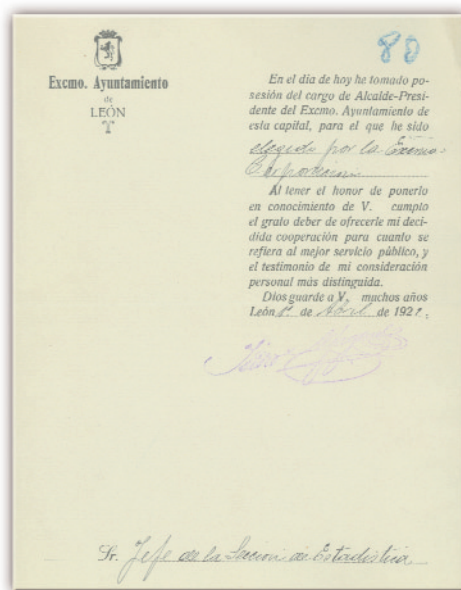 80
Excmo. Ayuntamiento
de
LEÓN
En el día de hoy he tomado po-
sesión del cargo de Alcalde-Presi-
dente del Excmo. Ayuntamiento de
esta capital, para el que he sido
elegido por la Excma.
Corporación
Al tener el honor de ponerlo
en conocimiento de V. cumplo
el grato deber de ofrecerle mi deci-
dida cooperación para cuanto se
refiera al mejor servicio público, y
el testimonio de mi consideración
personal más distinguida.
Dios guarde a V. muchos años
León 1º de Abril de 1921.
Sr. Jefe de la Sección de Estadística